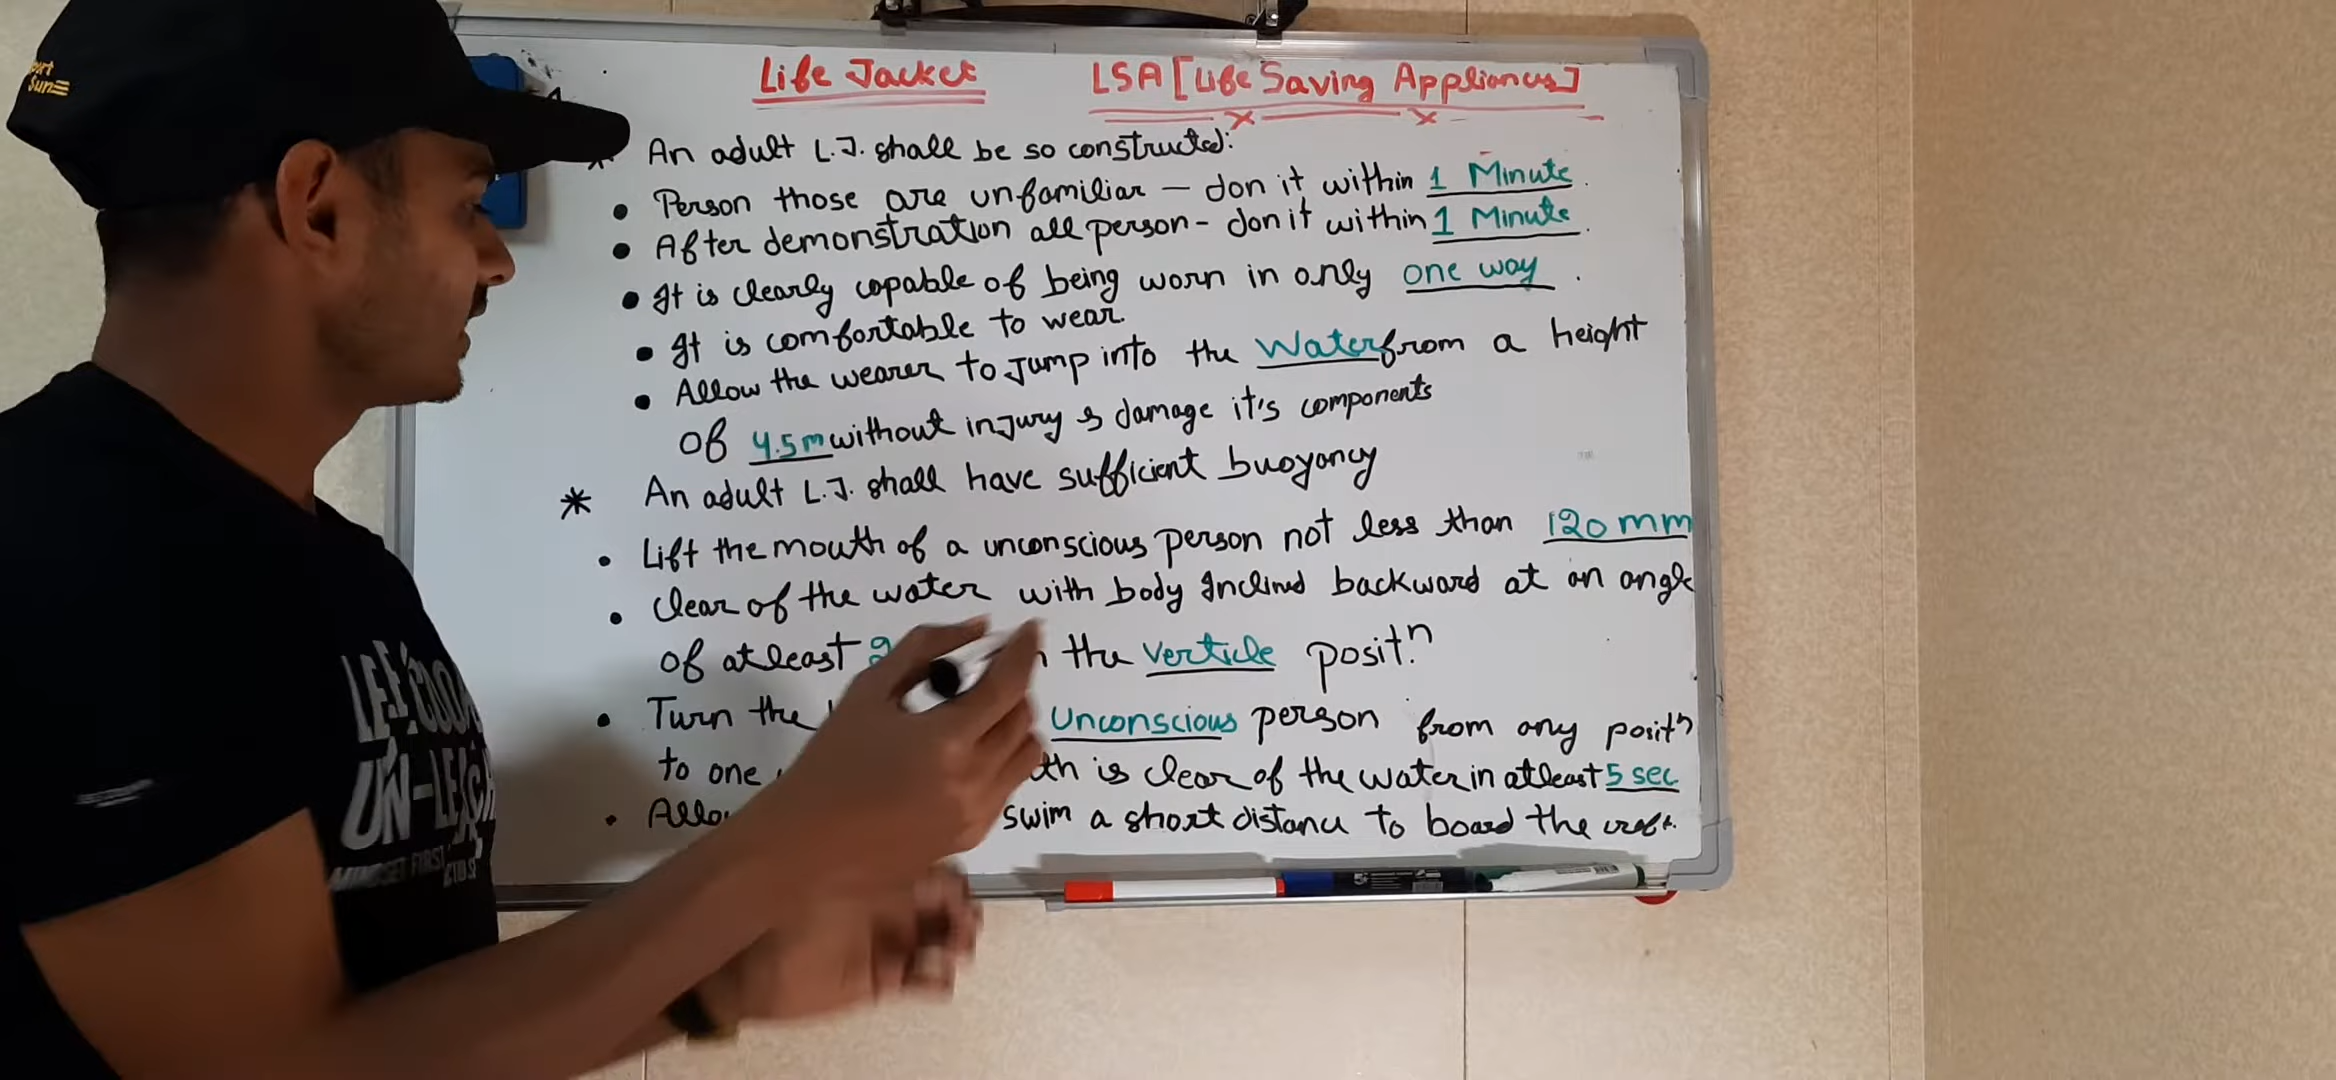 Life Jacket LSA [Life Saving Appliances]
An adult L.J. shall be so constructed:
• Person those are unfamiliar — don it within 1 Minute.
• After demonstration all person - don it within 1 Minute.
• It is clearly capable of being worn in only one way.
• It is comfortable to wear.
• Allow the wearer to Jump into the Water from a height
of 4.5m without injury & damage it's components
* An adult L.J. shall have sufficient buoyancy
• Lift the mouth of a unconscious person not less than 120 mm
• Clear of the water with body Inclined backward at an angle
of atleast the verticle positn
• Turn the unconscious person from any positn
to one is clear of the water in atleast 5 sec
• swim a short distance to board the craft.
UN-
MINDSET FIRST